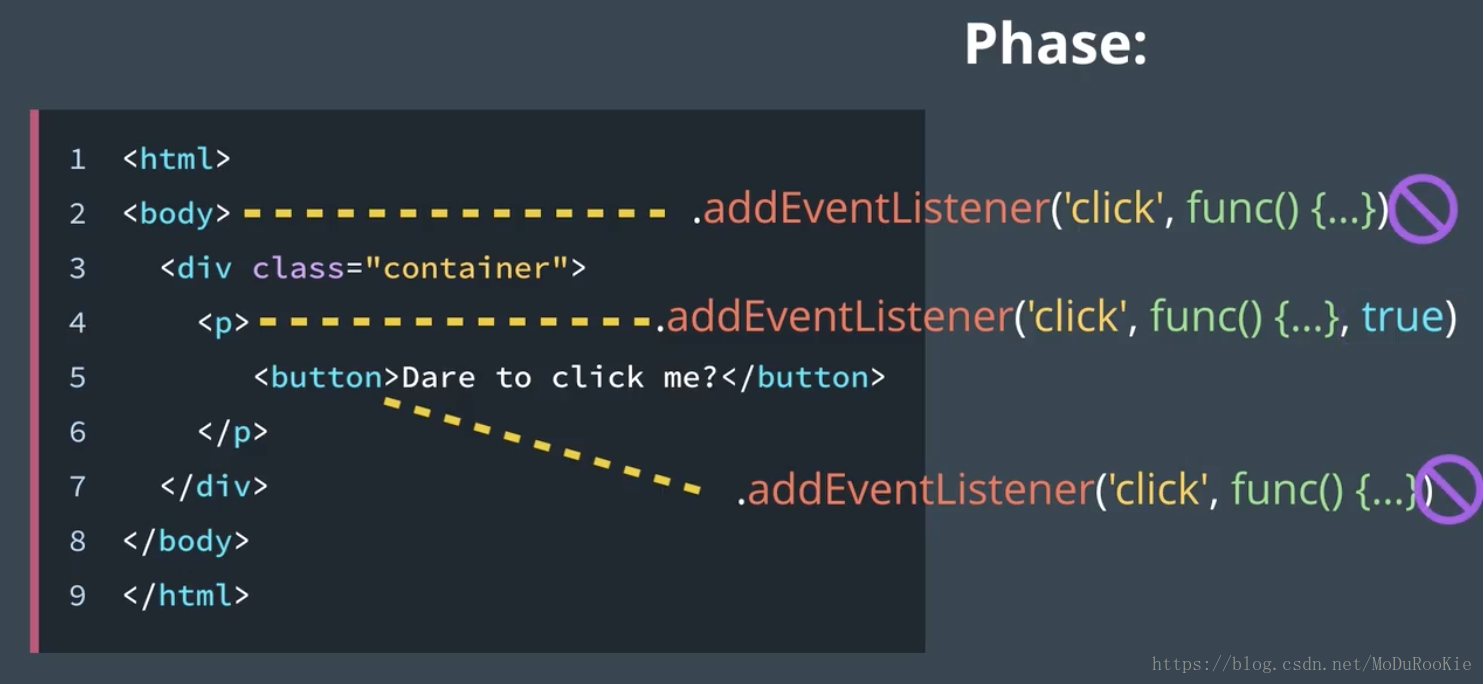 Phase:
1 <html>
2 <body> .addEventListener('click', func() {...})
3 <div class="container">
4 <p> .addEventListener('click', func() {...}, true)
5 <button>Dare to click me?</button>
6 </p>
7 </div> .addEventListener('click', func() {...})
8 </body>
9 </html>
https://blog.csdn.net/MoDuRooKie